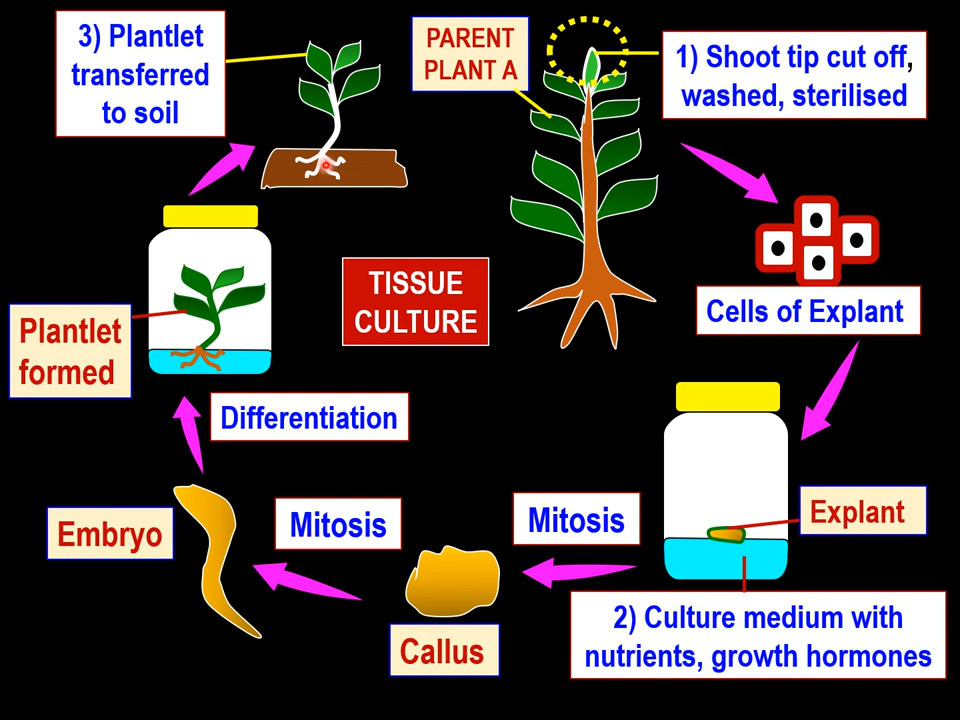 3) Plantlet
transferred
to soil
PARENT
PLANT A
1) Shoot tip cut off,
washed, sterilised
TISSUE
CULTURE
Cells of Explant
Plantlet
formed
Differentiation
Embryo
Mitosis
Mitosis
Explant
Callus
2) Culture medium with
nutrients, growth hormones